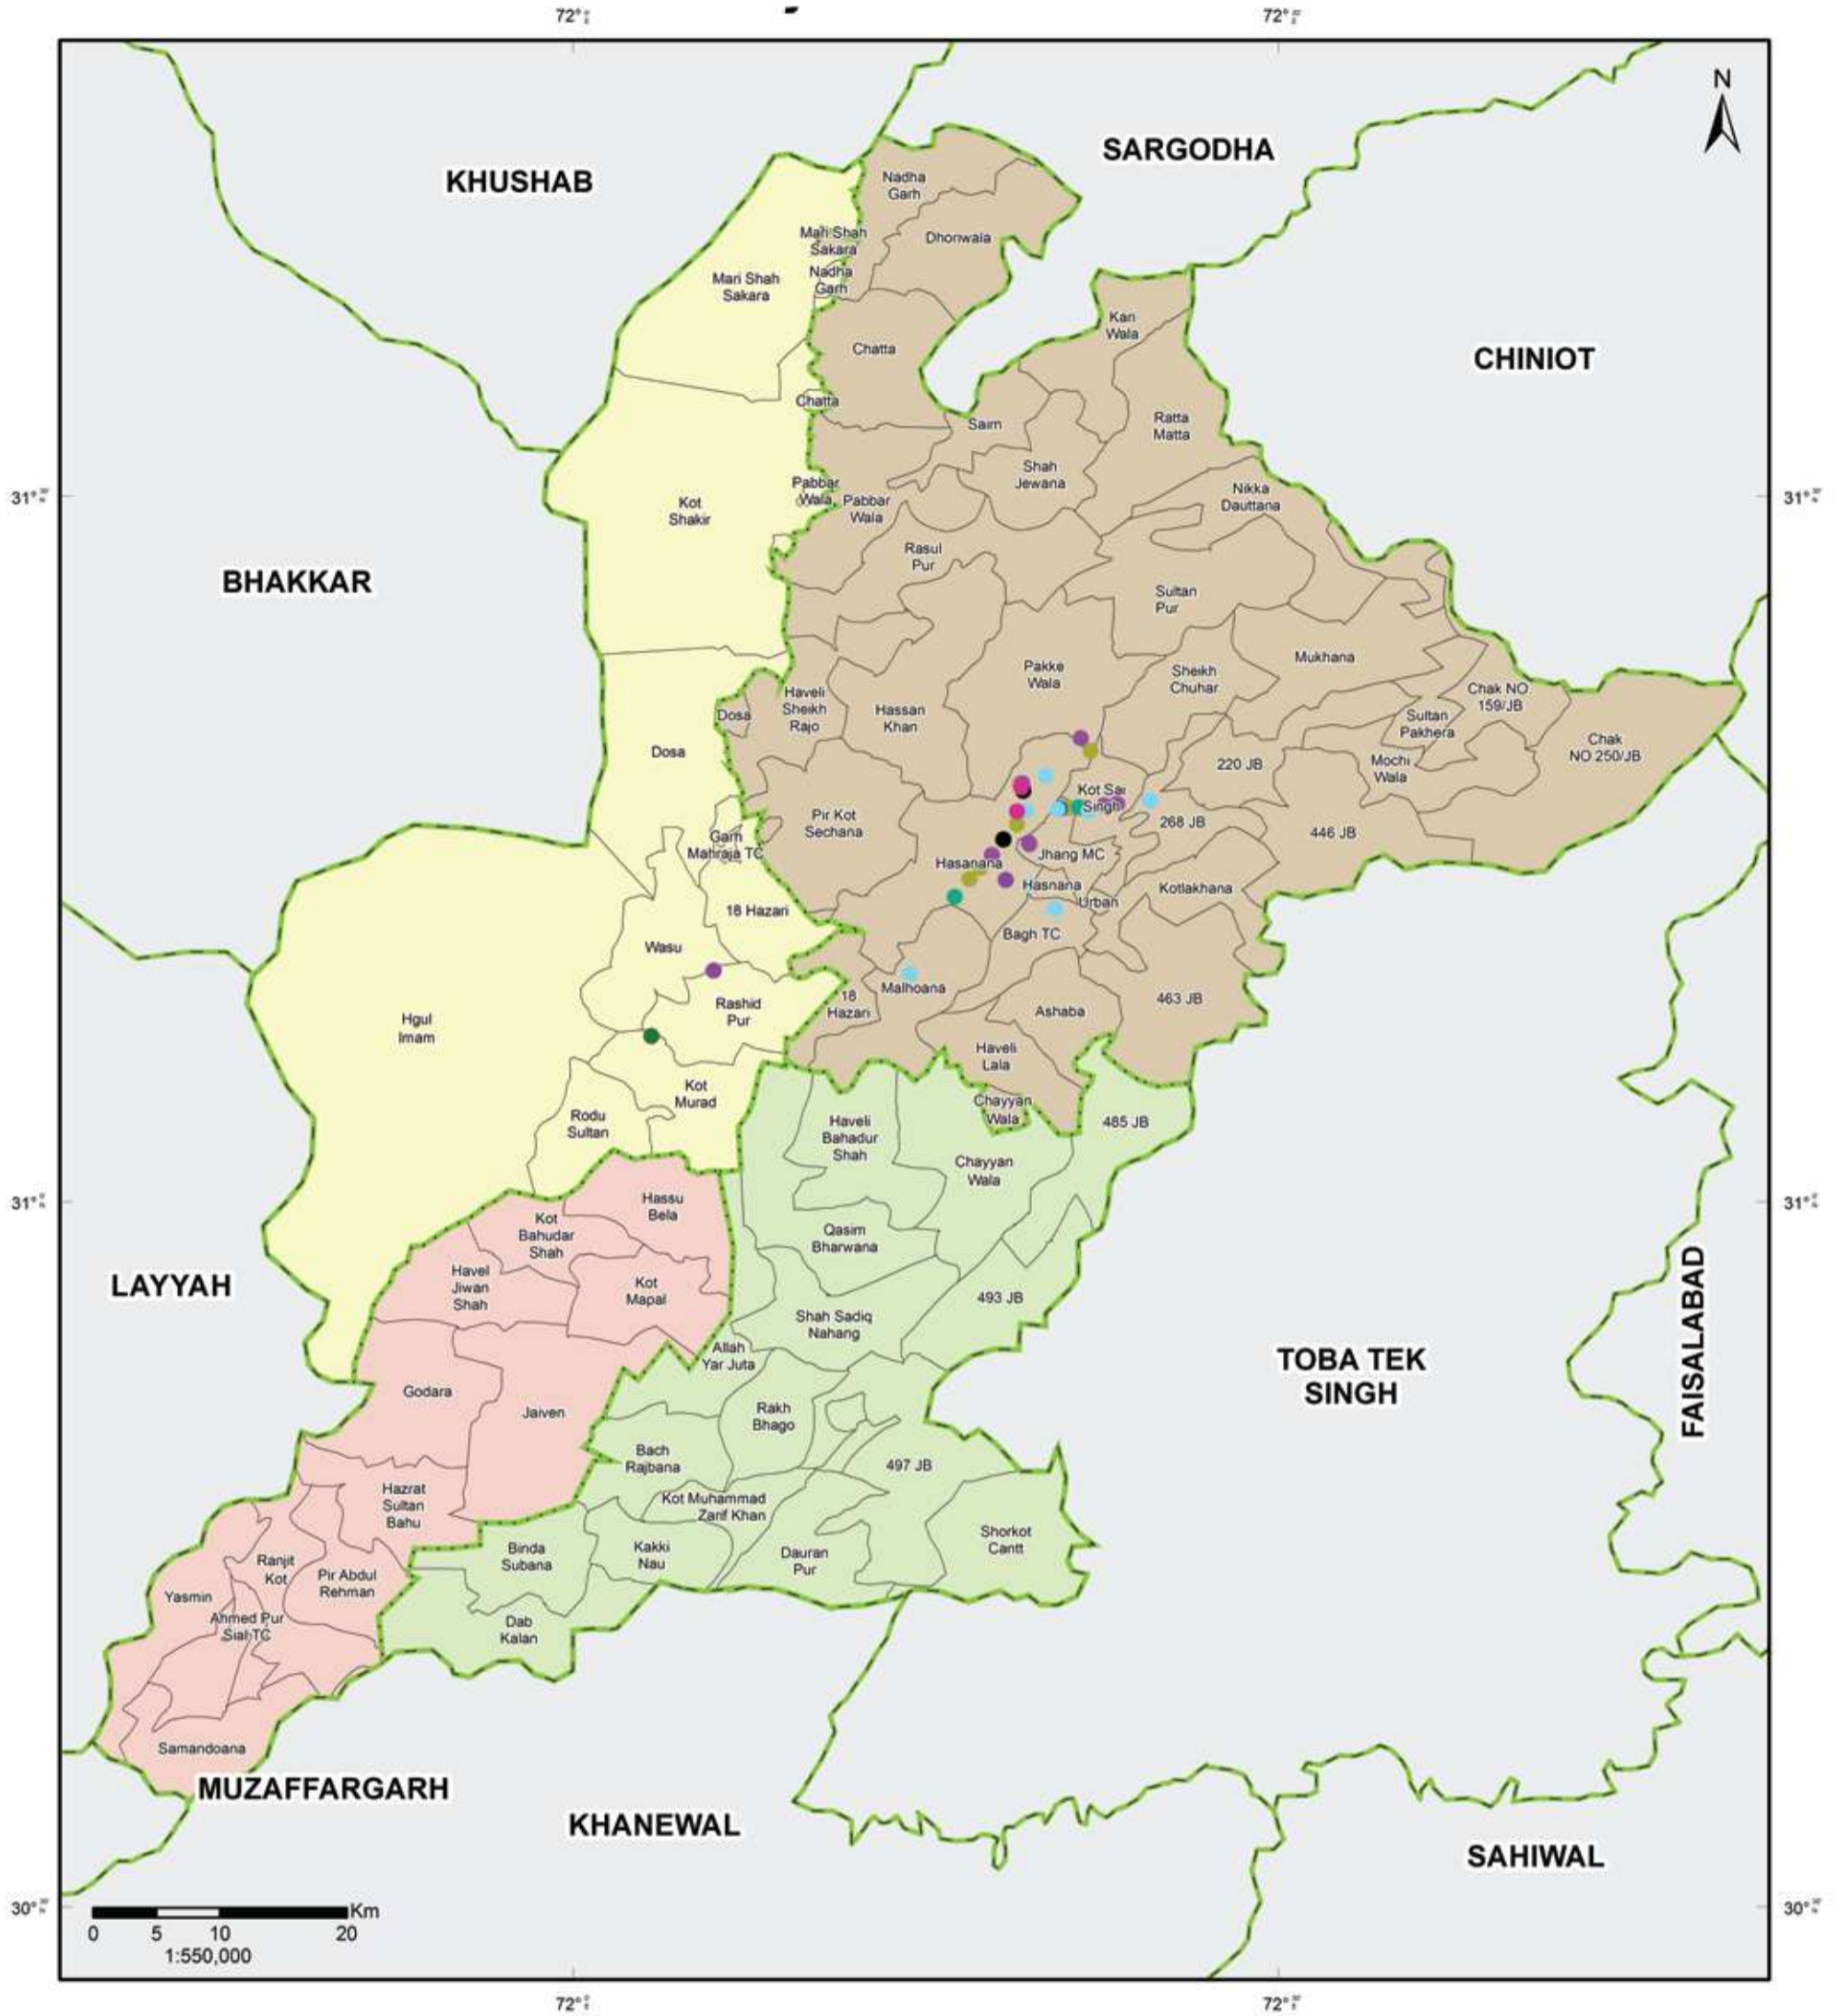 72°
72°
N
SARGODHA
KHUSHAB
Nadha
Garh
Mari Shah
Sakara
Dhoriwala
Nadha
Garh
Mari Shah
Sakara
Kari
Wala
Chatta
CHINIOT
Chatta
Sairn
Ratta
Matta
Shah
Jewana
Pabbar
Wala
Pabbar
Wala
Nikka
Dauttana
31°
31°
Kot
Shakir
Rasul
Pur
BHAKKAR
Sultan
Pur
Mukhana
Pakke
Wala
Sheikh
Chuhar
Haveli
Sheikh
Rajo
Chak NO
159/JB
Dosa
Hassan
Khan
Sultan
Pakhera
Dosa
Chak
NO 250/JB
220 JB
Mochi
Wala
Kot Sai
Singh
Pir Kot
Sechana
268 JB
446 JB
Garh
Mahraja TC
Jhang MC
Hasanana
Hasnana
Urban
Kotlakhana
18 Hazari
Bagh TC
Wasu
Malhoana
18
Hazari
463 JB
Rashid
Pur
Ashaba
Hgul
Imam
Haveli
Lala
Kot
Murad
Chayyan
Wala
Rodu
Sultan
Haveli
Bahadur
Shah
485 JB
Chayyan
Wala
31°
31°
Hassu
Bela
Kot
Bahudar
Shah
Qasim
Bharwana
LAYYAH
Havel
Jiwan
Shah
Kot
Mapal
493 JB
FAISALABAD
Shah Sadiq
Nahang
Allah
Yar Juta
TOBA TEK
SINGH
Godara
Jaiven
Rakh
Bhago
Bach
Rajbana
497 JB
Hazrat
Sultan
Bahu
Kot Muhammad
Zarif Khan
Shorkot
Cantt
Binda
Subana
Kakki
Nau
Dauran
Pur
Ranjit
Kot
Pir Abdul
Rehman
Yasmin
Ahmed Pur
Sial TC
Dab
Kalan
Samandoana
MUZAFFARGARH
KHANEWAL
SAHIWAL
30°
30°
Km
0 5 10 20
1:550,000
72°
72°